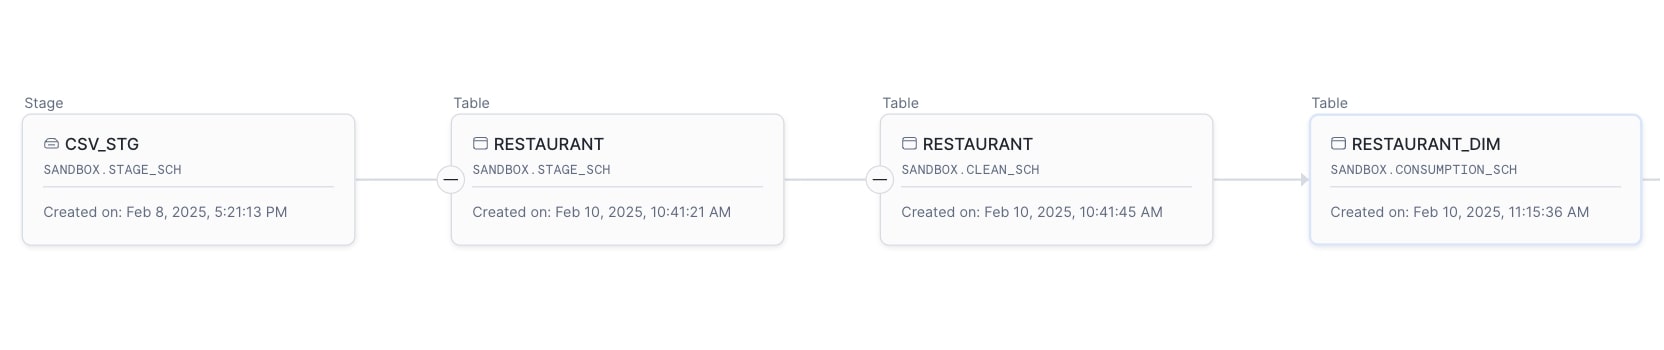 Stage
CSV_STG
SANDBOX.STAGE_SCH
Created on: Feb 8, 2025, 5:21:13 PM
Table
RESTAURANT
SANDBOX.STAGE_SCH
Created on: Feb 10, 2025, 10:41:21 AM
Table
RESTAURANT
SANDBOX.CLEAN_SCH
Created on: Feb 10, 2025, 10:41:45 AM
Table
RESTAURANT_DIM
SANDBOX.CONSUMPTION_SCH
Created on: Feb 10, 2025, 11:15:36 AM